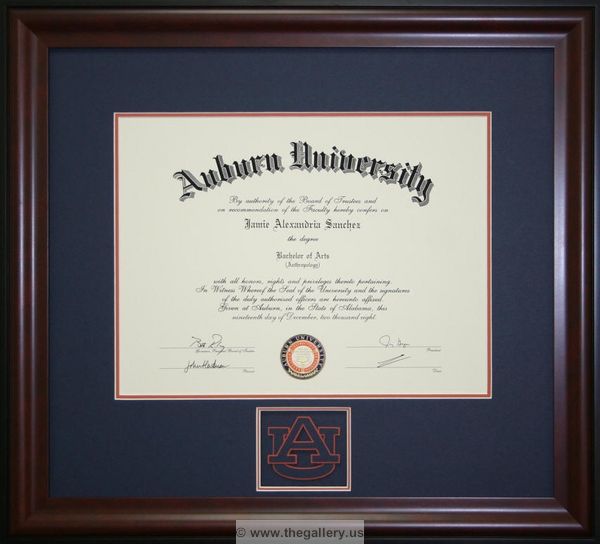 Auburn University
By authority of the Board of Trustees and
on recommendation of the Faculty hereby confers on
Jamie Alexandria Sanchez
the degree
Bachelor of Arts
(Anthropology)
with all honors, rights and privileges thereto pertaining.
In Witness Whereof the Seal of the University and the signatures
of the duly authorized officers are hereunto affixed.
Given at Auburn, in the State of Alabama, this
nineteenth day of December, two thousand eight.
President
AUBURN UNIVERSITY
AU
© www.thegallery.us